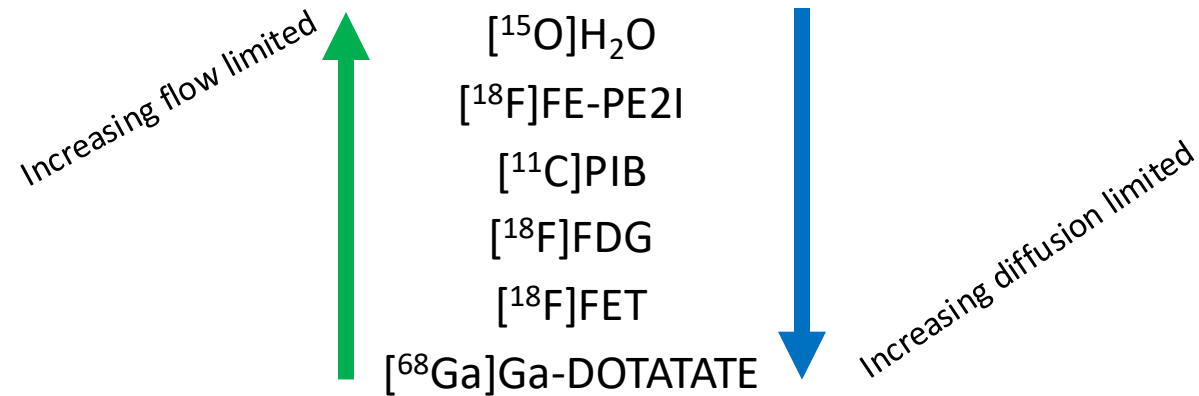 Increasing flow limited
[¹⁵O]H₂O
[¹⁸F]FE-PE2I
[¹¹C]PIB
[¹⁸F]FDG
[¹⁸F]FET
[⁶⁸Ga]Ga-DOTATATE
Increasing diffusion limited